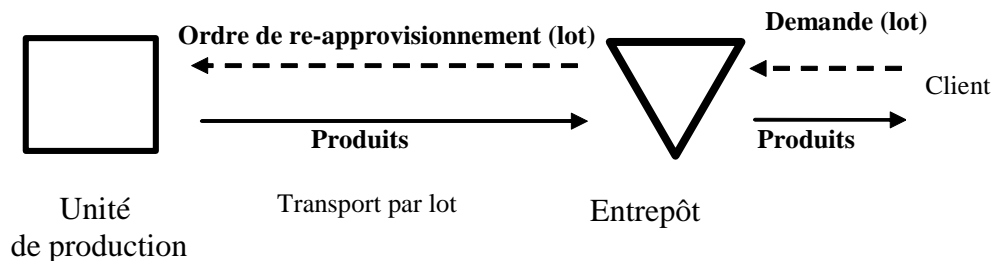 Demande (lot)
Ordre de re-approvisionnement (lot)
Client
Produits
Produits
Transport par lot
Entrepôt
Unité
de production